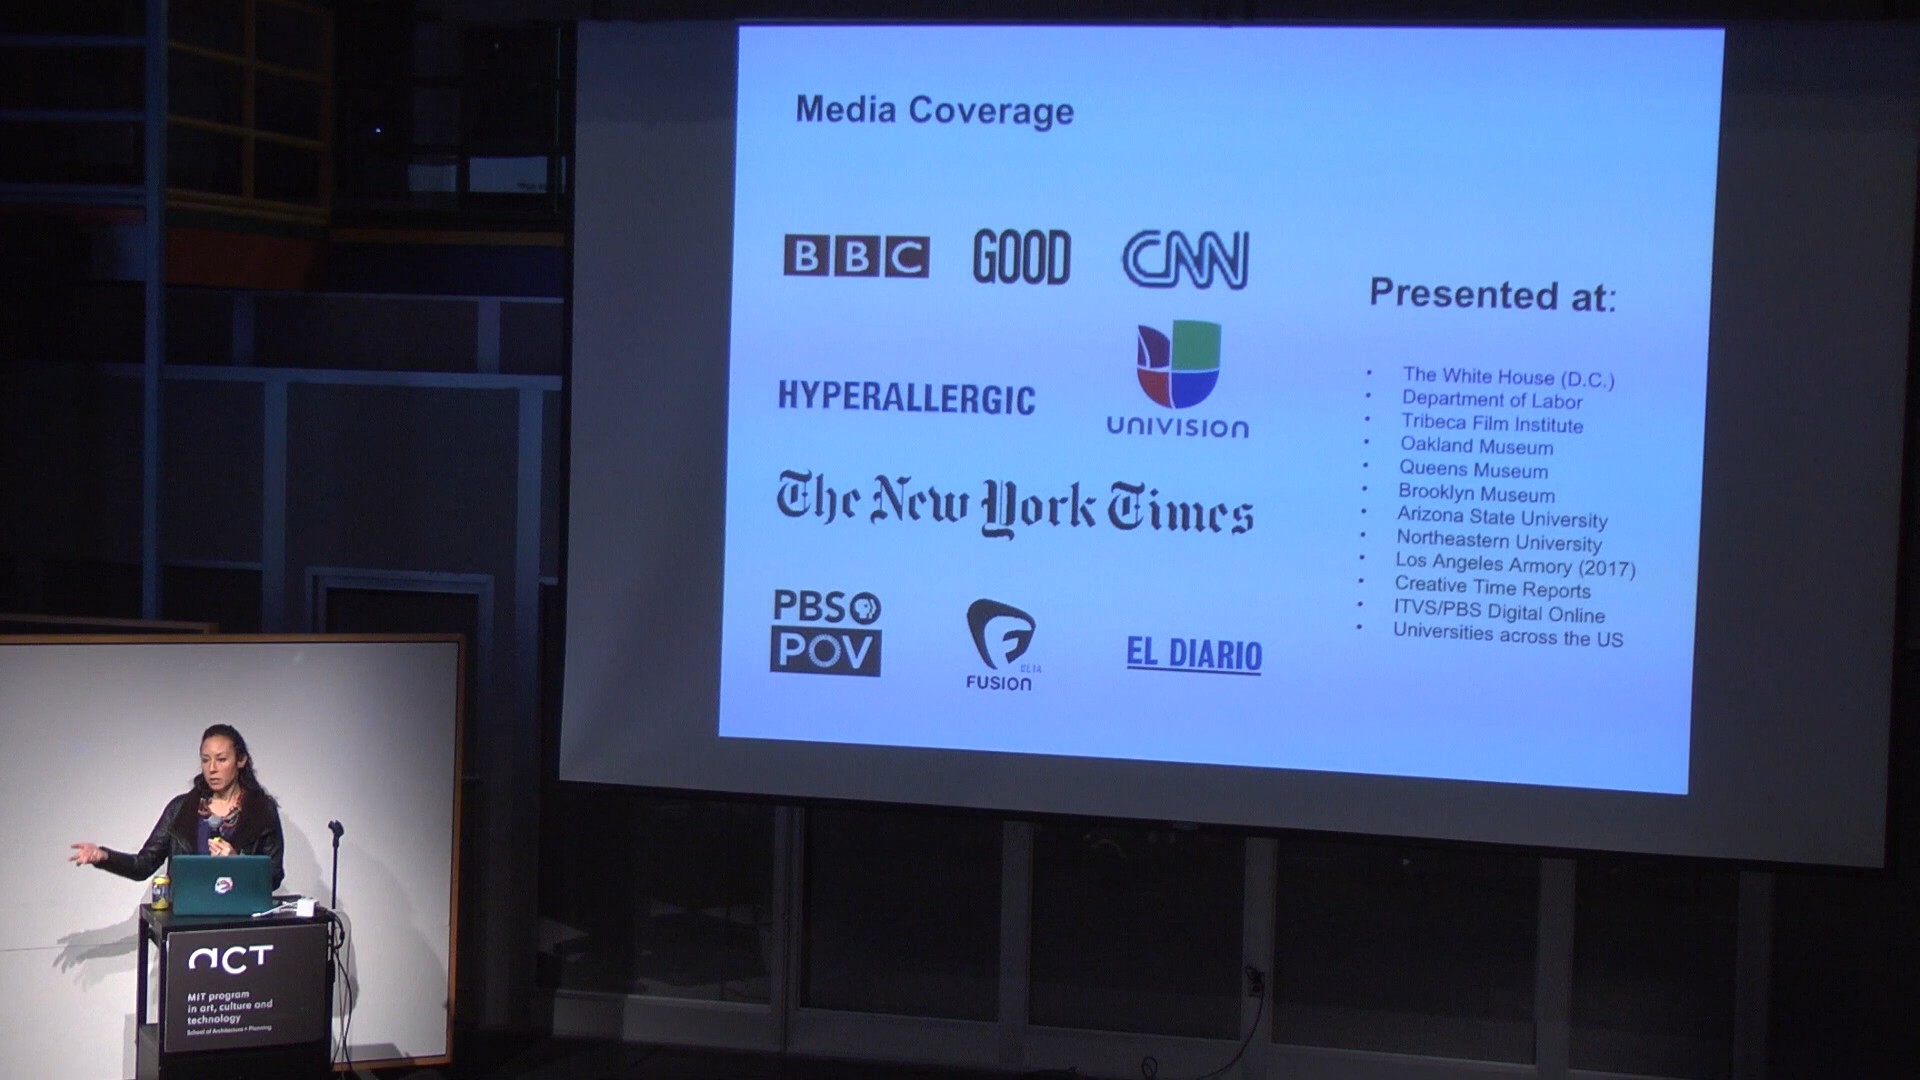 Media Coverage
BBC
GOOD
CNN
HYPERALLERGIC
UNIVISION
The New York Times
PBS
POV
BETA
FUSION
EL DIARIO
Presented at:
• The White House (D.C.)
• Department of Labor
• Tribeca Film Institute
• Oakland Museum
• Queens Museum
• Brooklyn Museum
• Arizona State University
• Northeastern University
• Los Angeles Armory (2017)
• Creative Time Reports
• ITVS/PBS Digital Online
• Universities across the US
act
MIT program
in art, culture and
technology
School of Architecture + Planning